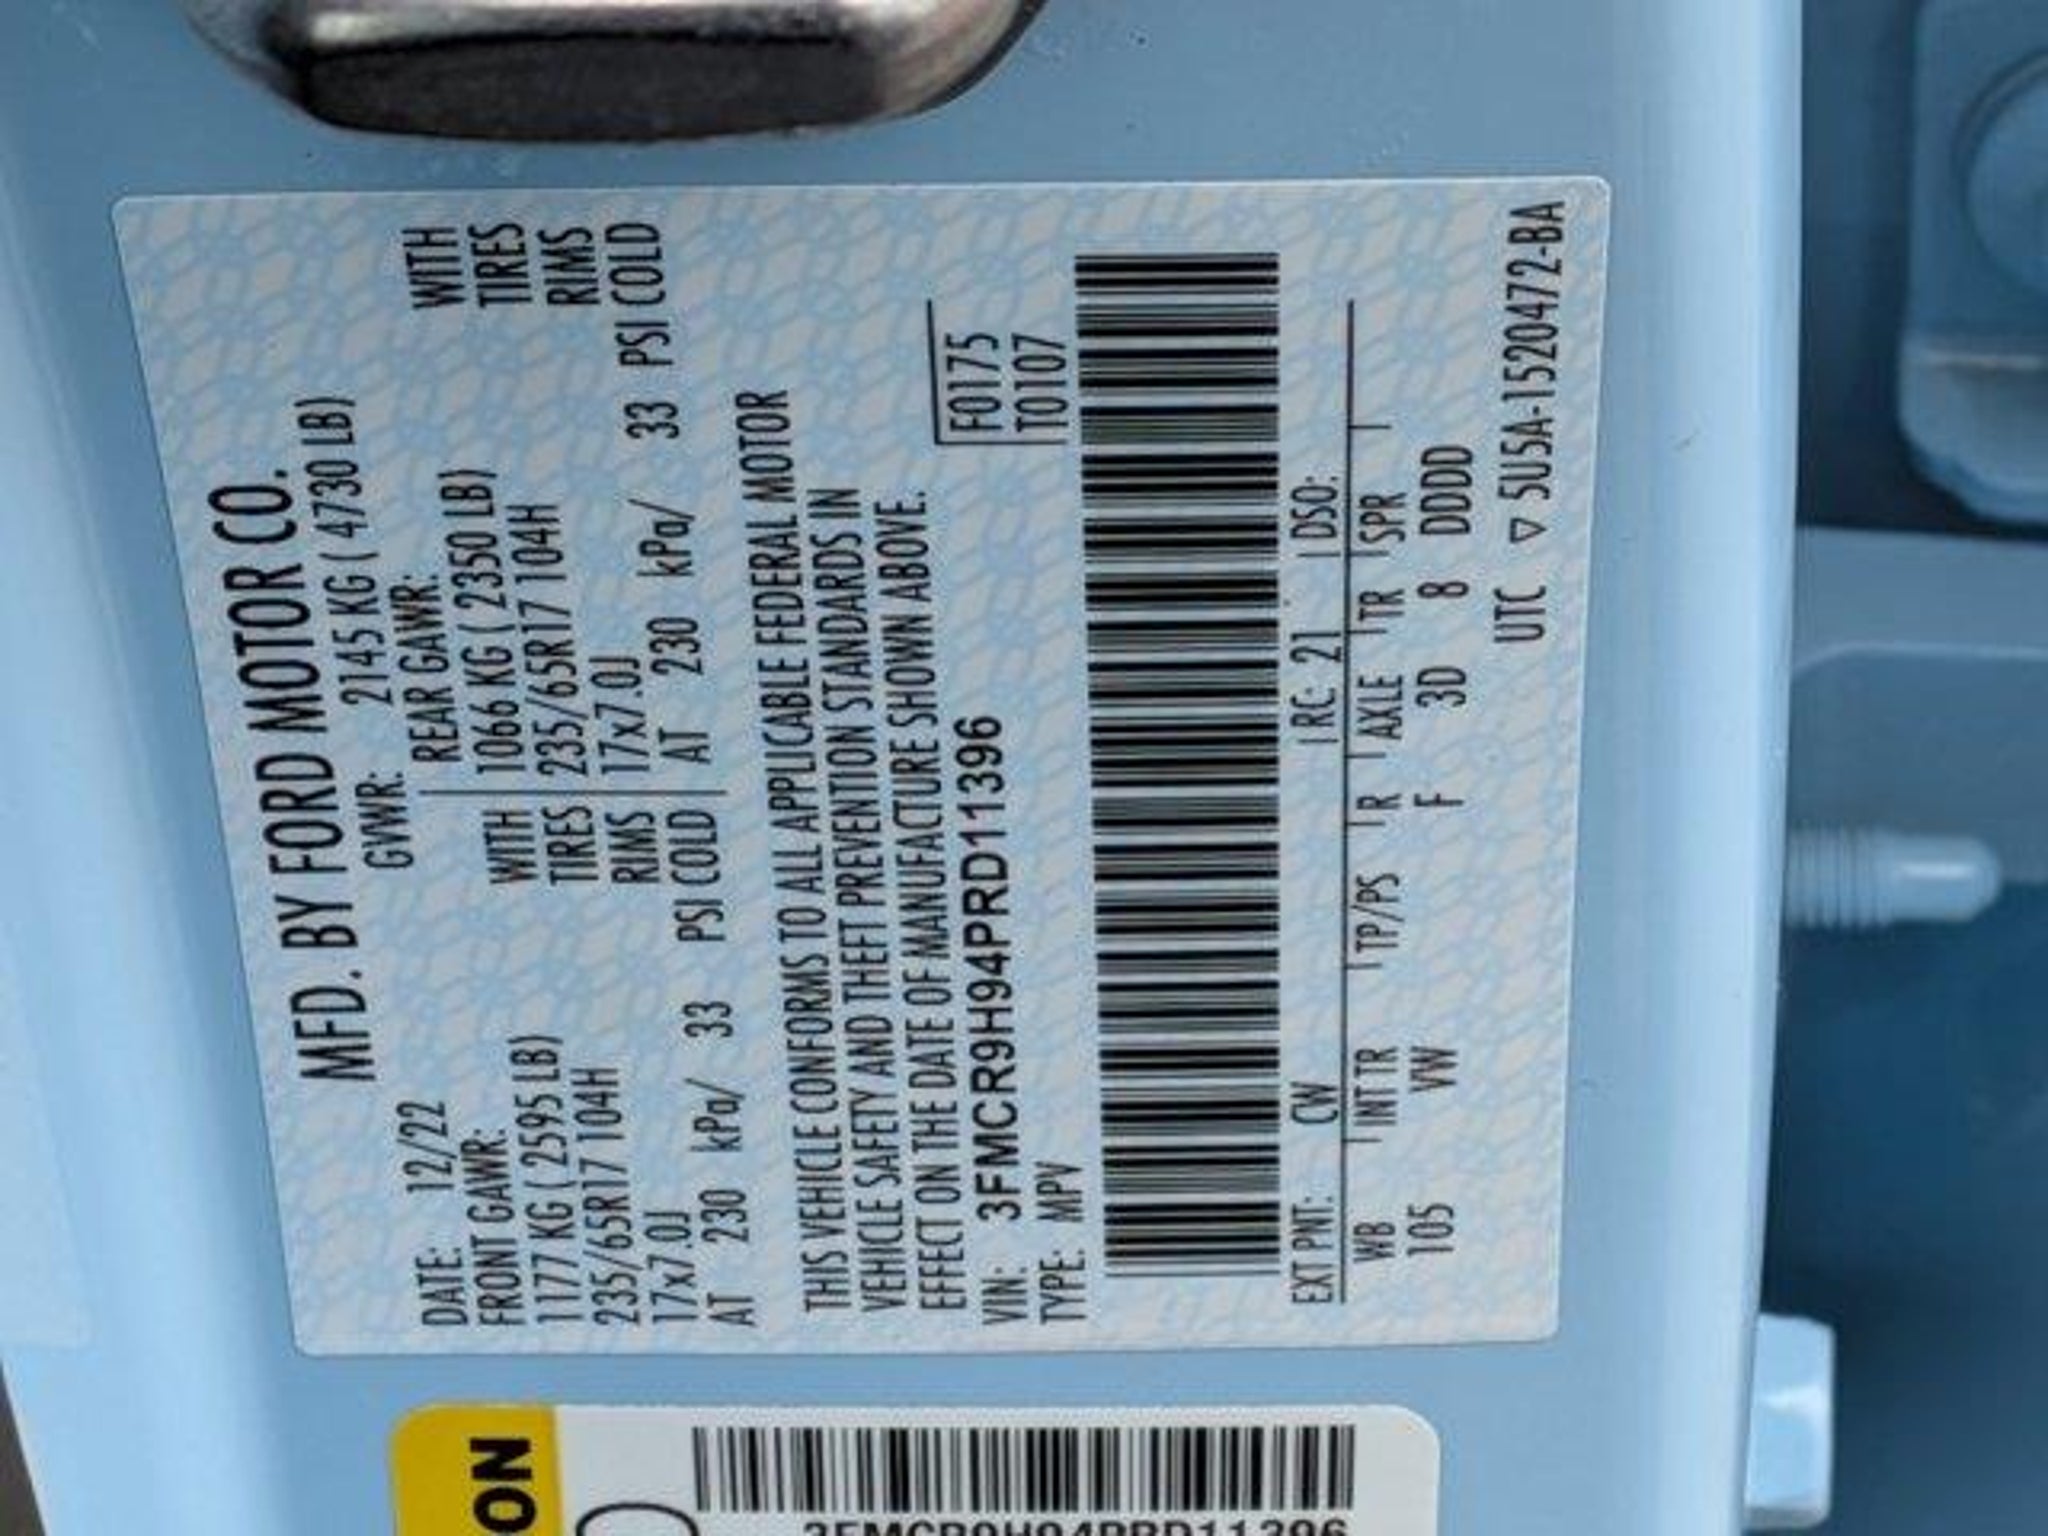 MFD. BY FORD MOTOR CO.
DATE: 12/22 GVWR: 2145 KG ( 4730 LB)
FRONT GAWR: REAR GAWR:
1177 KG ( 2595 LB) WITH 1066 KG ( 2350 LB) WITH
235/65R17 104H TIRES 235/65R17 104H TIRES
17x7.0J RIMS 17x7.0J RIMS
AT 230 kPa/ 33 PSI COLD AT 230 kPa/ 33 PSI COLD
THIS VEHICLE CONFORMS TO ALL APPLICABLE FEDERAL MOTOR
VEHICLE SAFETY AND THEFT PREVENTION STANDARDS IN
EFFECT ON THE DATE OF MANUFACTURE SHOWN ABOVE.
VIN: 3FMCR9H94PRD11396 F0175
TYPE: MPV T0107
EXT PNT: CW RC: 21 DSO:
WB INT TR TP/PS R AXLE TR SPR
105 VW F 3D 8 DDDD
UTC ▽ 5U5A-1520472-BA
ON
3FMCR9H94PRD11396